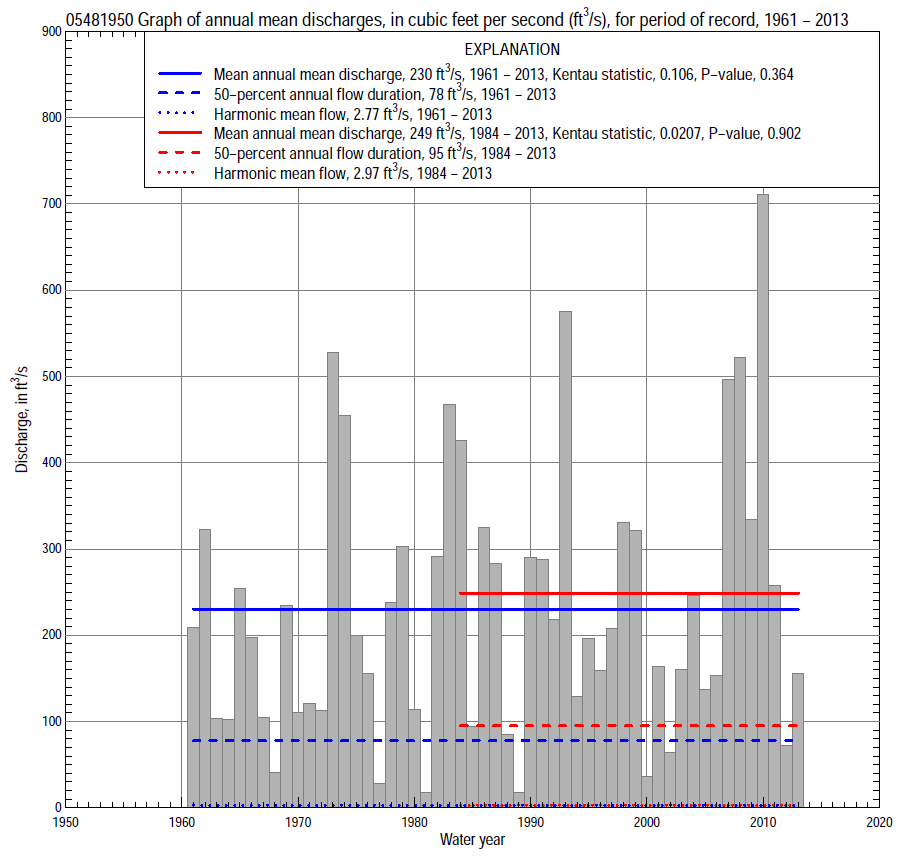 05481950 Graph of annual mean discharges, in cubic feet per second (ft³/s), for period of record, 1961 – 2013
EXPLANATION
Mean annual mean discharge, 230 ft³/s, 1961 – 2013, Kentau statistic, 0.106, P–value, 0.364
50–percent annual flow duration, 78 ft³/s, 1961 – 2013
Harmonic mean flow, 2.77 ft³/s, 1961 – 2013
Mean annual mean discharge, 249 ft³/s, 1984 – 2013, Kentau statistic, 0.0207, P–value, 0.902
50–percent annual flow duration, 95 ft³/s, 1984 – 2013
Harmonic mean flow, 2.97 ft³/s, 1984 – 2013
900
800
700
600
500
400
300
200
100
0
Discharge, in ft³/s
1950 1960 1970 1980 1990 2000 2010 2020
Water year